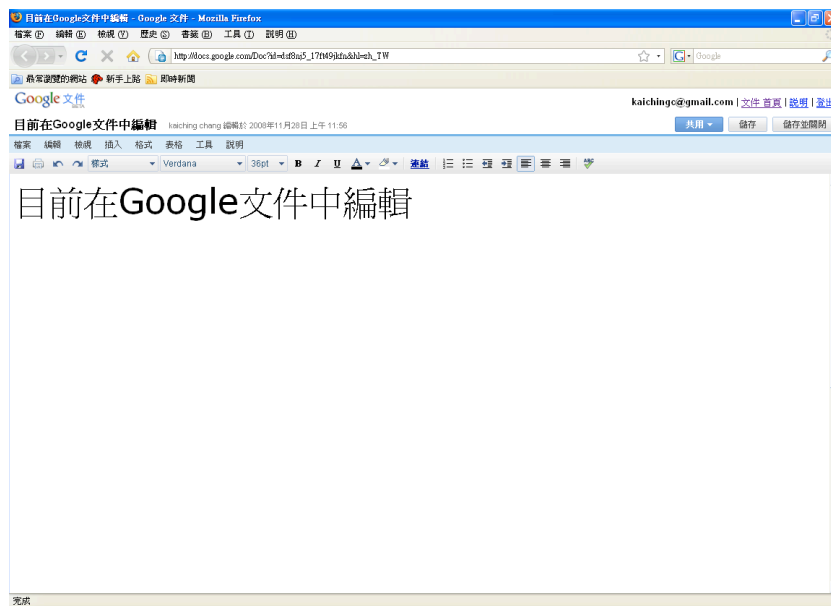 目前在Google文件中編輯 - Google 文件 - Mozilla Firefox
檔案(F) 編輯(E) 檢視(V) 歷史(S) 書籤(B) 工具(T) 說明(H)
http://docs.google.com/Doc?id=dsf8nj5_17ft49jkfn&hl=zh_TW
Google
最常瀏覽的網站 新手上路 即時新聞
Google 文件 BETA
kaichingc@gmail.com | 文件 首頁 | 說明 | 登出
目前在Google文件中編輯 kaiching chang 編輯於 2008年11月28日 上午 11:56
共用 儲存 儲存並關閉
檔案 編輯 檢視 插入 格式 表格 工具 說明
樣式 Verdana 36pt B I U A 連結
目前在Google文件中編輯
完成